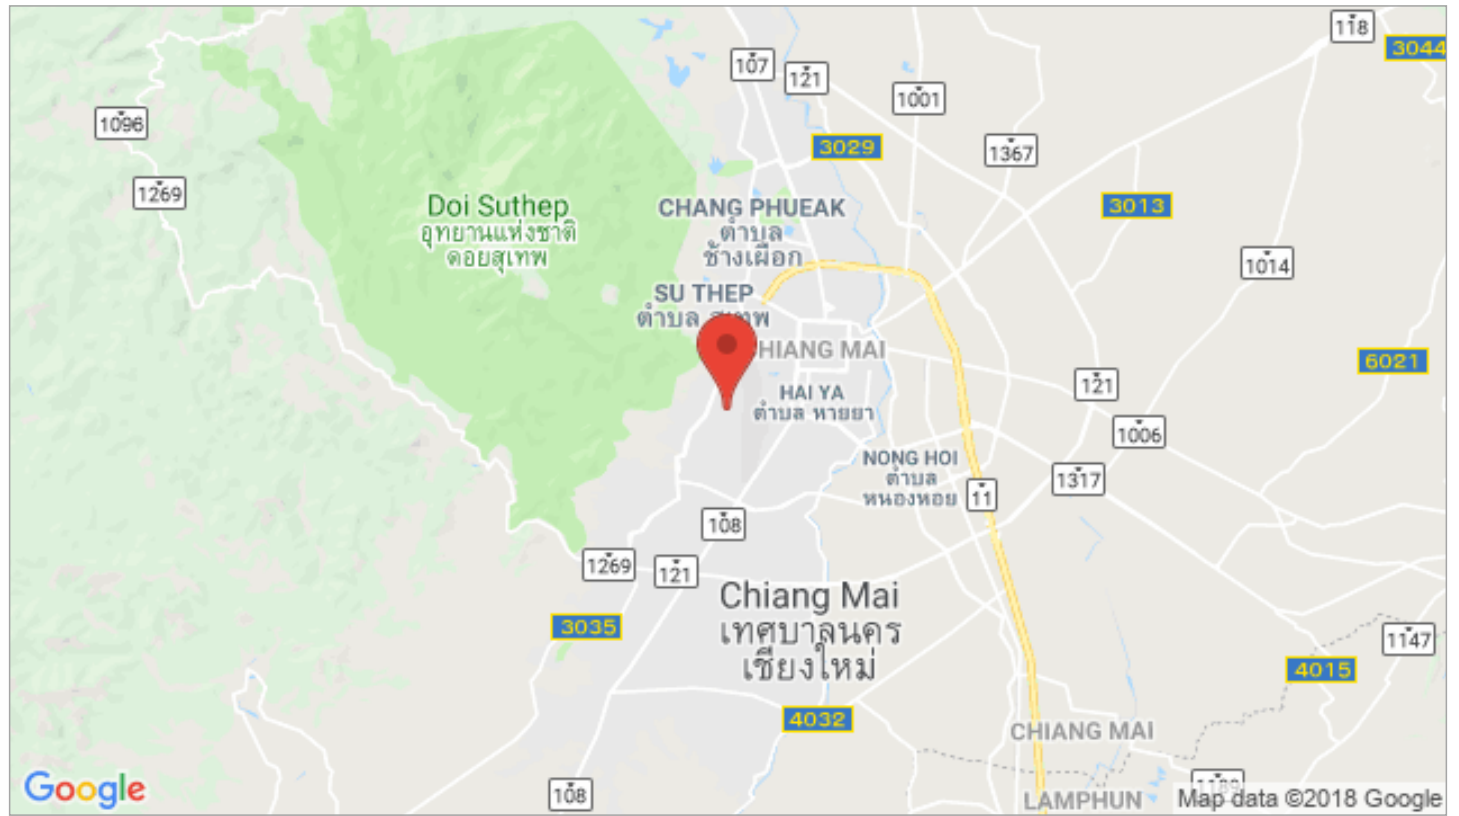 118
3044
107
121
1001
1096
3029
1367
1269
3013
Doi Suthep
อุทยานแห่งชาติ
ดอยสุเทพ
CHANG PHUEAK
ตำบล
ช้างเผือก
1014
SU THEP
ตำบล
HIANG MAI
6021
121
HAI YA
ตำบล หายยา
1006
NONG HOI
ตำบล
หนองหอย
1317
11
108
1269
121
Chiang Mai
เทศบาลนคร
เชียงใหม่
3035
1147
4015
4032
CHIANG MAI
Google
108
1189
LAMPHUN
Map data ©2018 Google